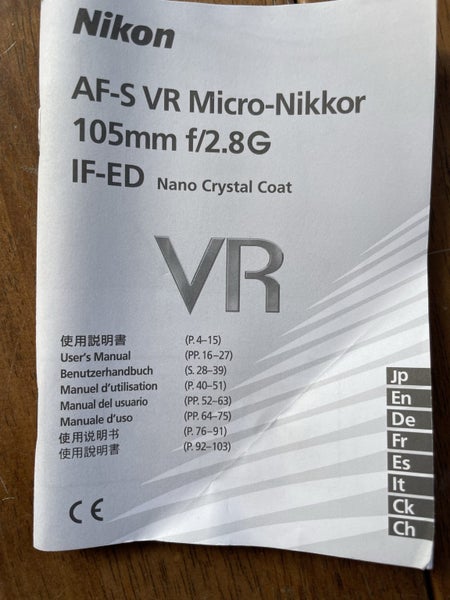 Nikon
AF-S VR Micro-Nikkor
105mm f/2.8G
IF-ED Nano Crystal Coat
VR
使用説明書 (P. 4–15)
User's Manual (PP. 16–27)
Benutzerhandbuch (S. 28–39)
Manuel d'utilisation (P. 40–51)
Manual del usuario (PP. 52–63)
Manuale d'uso (PP. 64–75)
使用说明书 (P. 76–91)
使用說明書 (P. 92–103)
Jp
En
De
Fr
Es
It
Ck
Ch
CE